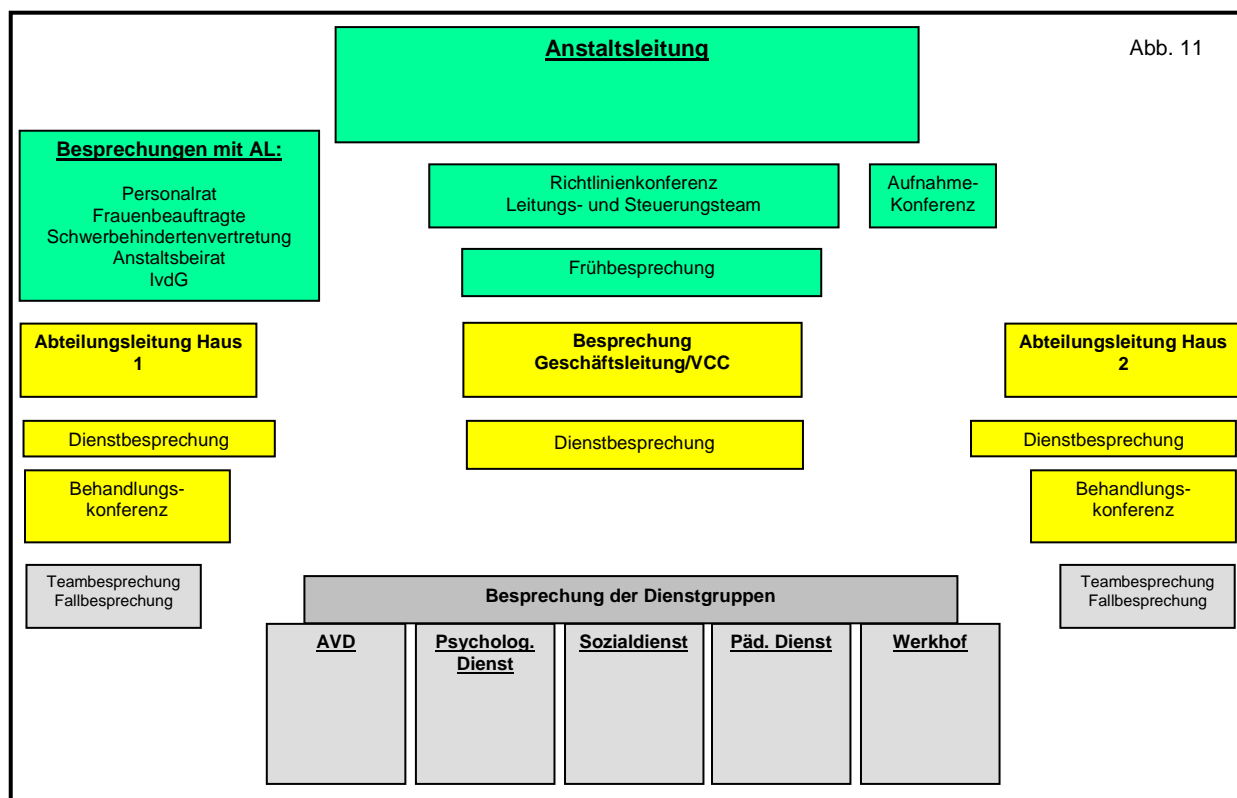 Anstaltsleitung
Abb. 11
Besprechungen mit AL:
Personalrat
Frauenbeauftragte
Schwerbehindertenvertretung
Anstaltsbeirat
IvdG
Richtlinienkonferenz
Leitungs- und Steuerungsteam
Aufnahme-
Konferenz
Frühbesprechung
Abteilungsleitung Haus
1
Besprechung
Geschäftsleitung/VCC
Abteilungsleitung Haus
2
Dienstbesprechung
Dienstbesprechung
Dienstbesprechung
Behandlungs-
konferenz
Behandlungs-
konferenz
Teambesprechung
Fallbesprechung
Besprechung der Dienstgruppen
Teambesprechung
Fallbesprechung
AVD
Psycholog.
Dienst
Sozialdienst
Päd. Dienst
Werkhof